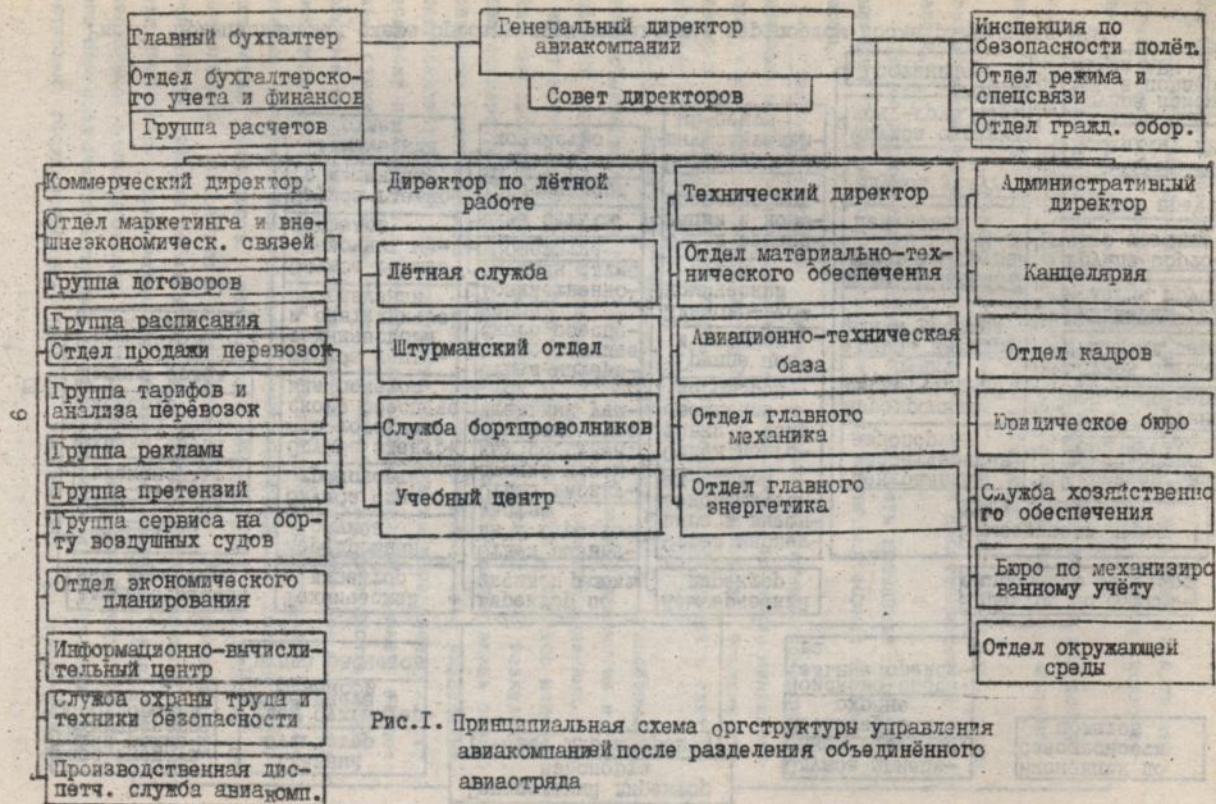 Главный бухгалтер
Отдел бухгалтерско-
го учета и финансов
Группа расчетов
Генеральный директор
авиакомпании
Совет директоров
Инспекция по
безопасности полёт.
Отдел режима и
спецсвязи
Отдел гражд. обор.
Коммерческий директор
Отдел маркетинга и вне-
шнеэкономическ. связей
Группа договоров
Группа расписания
Отдел продажи перевозок
Группа тарифов и
анализа перевозок
Группа рекламы
Группа претензий
Группа сервиса на бор-
ту воздушных судов
Отдел экономического
планирования
Информационно-вычисли-
тельный центр
Служба охраны труда и
техники безопасности
Производственная дис-
петч. служба авиакомп.
Директор по лётной
работе
Лётная служба
Штурманский отдел
Служба бортпроводников
Учебный центр
Технический директор
Отдел материально-тех-
нического обеспечения
Авиационно-техническая
база
Отдел главного
механика
Отдел главного
энергетика
Административный
директор
Канцелярия
Отдел кадров
Юридическое бюро
Служба хозяйственно
го обеспечения
Бюро по механизиро
ванному учёту
Отдел окружающей
среды
Рис.I. Принципиальная схема оргструктуры управления
авиакомпанией после разделения объединённого
авиаотряда
6